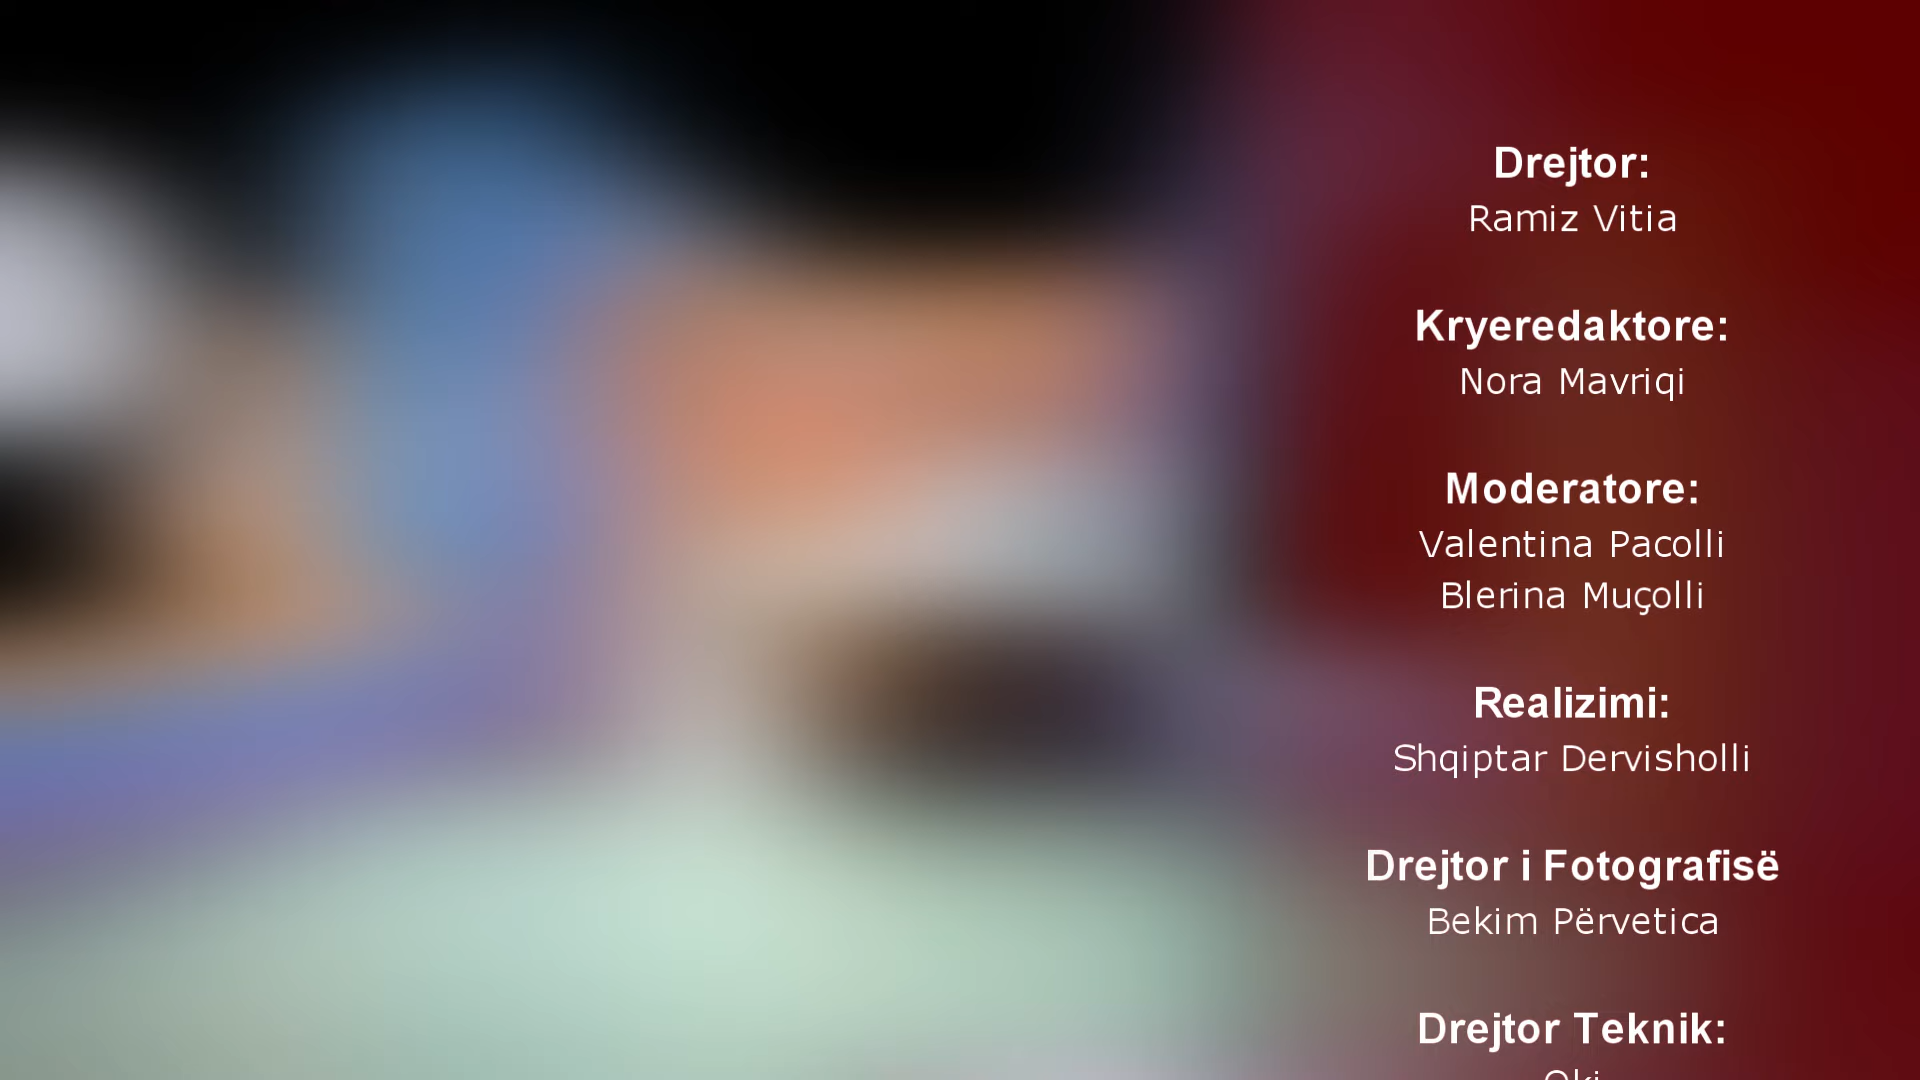 Drejtor:
Ramiz Vitia
Kryeredaktore:
Nora Mavriqi
Moderatore:
Valentina Pacolli
Blerina Muçolli
Realizimi:
Shqiptar Dervisholli
Drejtor i Fotografisë
Bekim Përvetica
Drejtor Teknik: